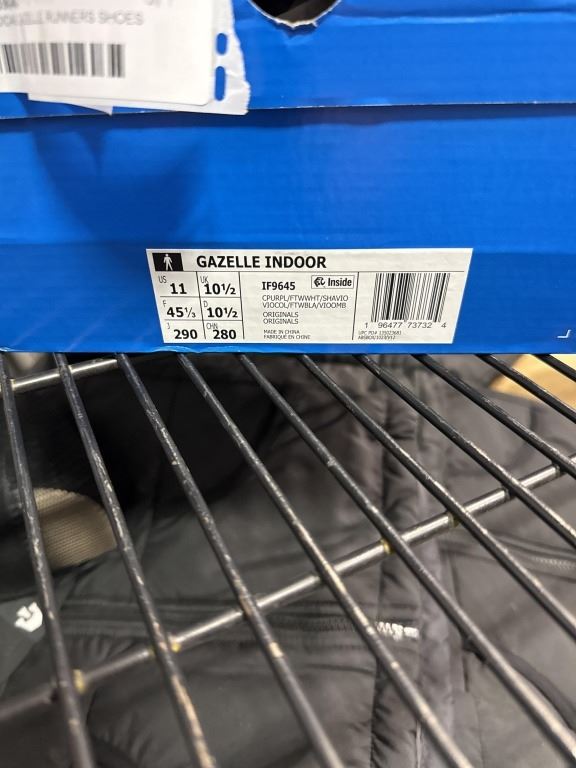 RUNNERS SHOES
GAZELLE INDOOR
US 11 UK 10½
F 45⅓ D 10½
J 290 CHN 280
IF9645 Inside
CPURPL/FTWWHT/SHAVIO
VIOCOL/FTWBLA/VIOOMB
ORIGINALS
ORIGINALS
MADE IN CHINA
FABRIQUÉ EN CHINE
1 96477 73732 4